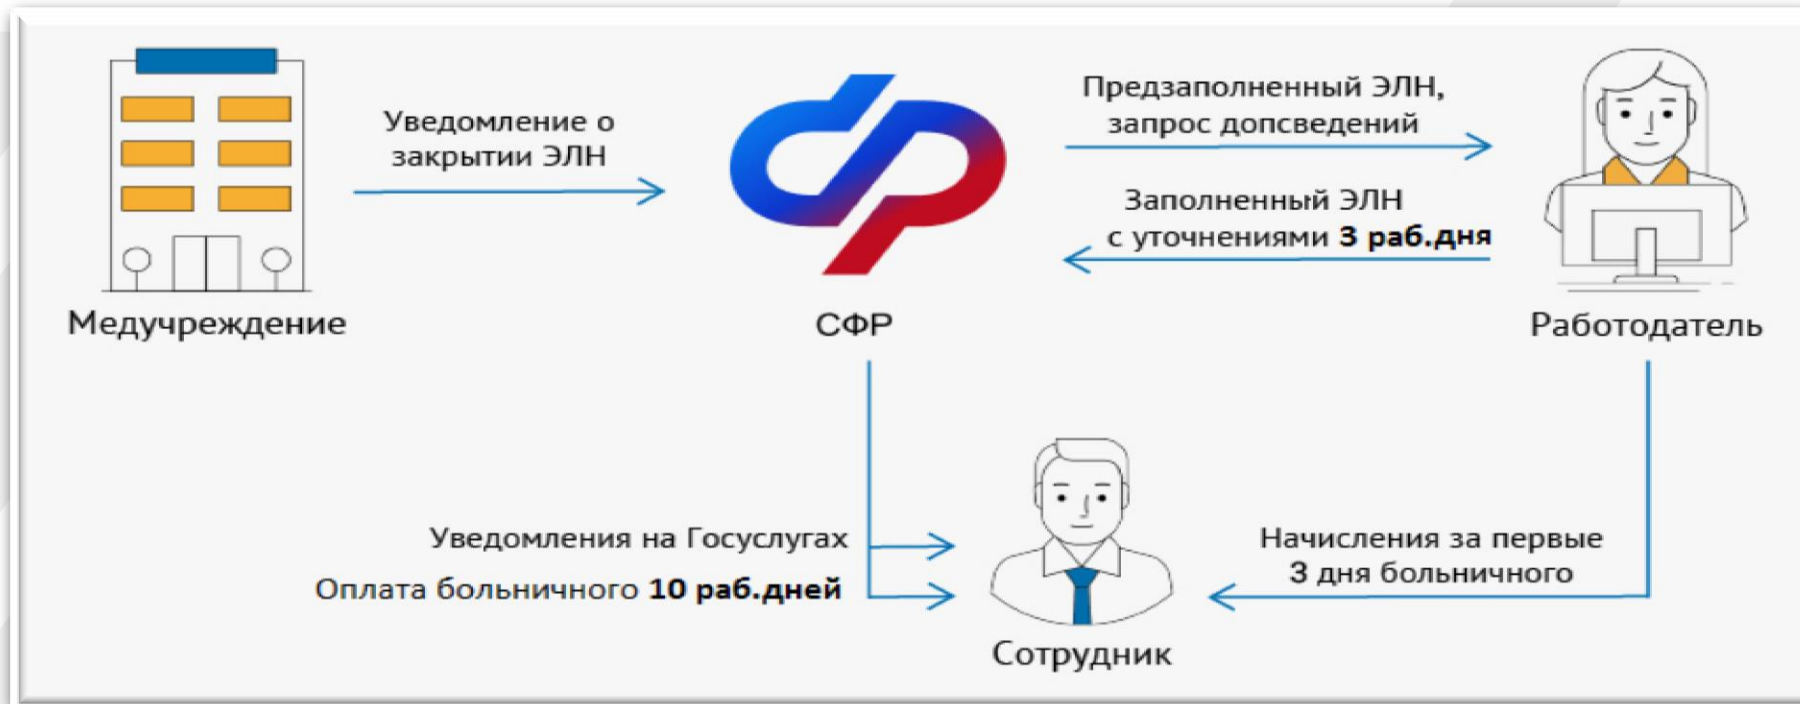 Уведомление о
закрытии ЭЛН
Предзаполненный ЭЛН,
запрос допсведений
Заполненный ЭЛН
с уточнениями 3 раб.дня
Медучреждение
СФР
Работодатель
Уведомления на Госуслугах
Оплата больничного 10 раб.дней
Начисления за первые
3 дня больничного
Сотрудник